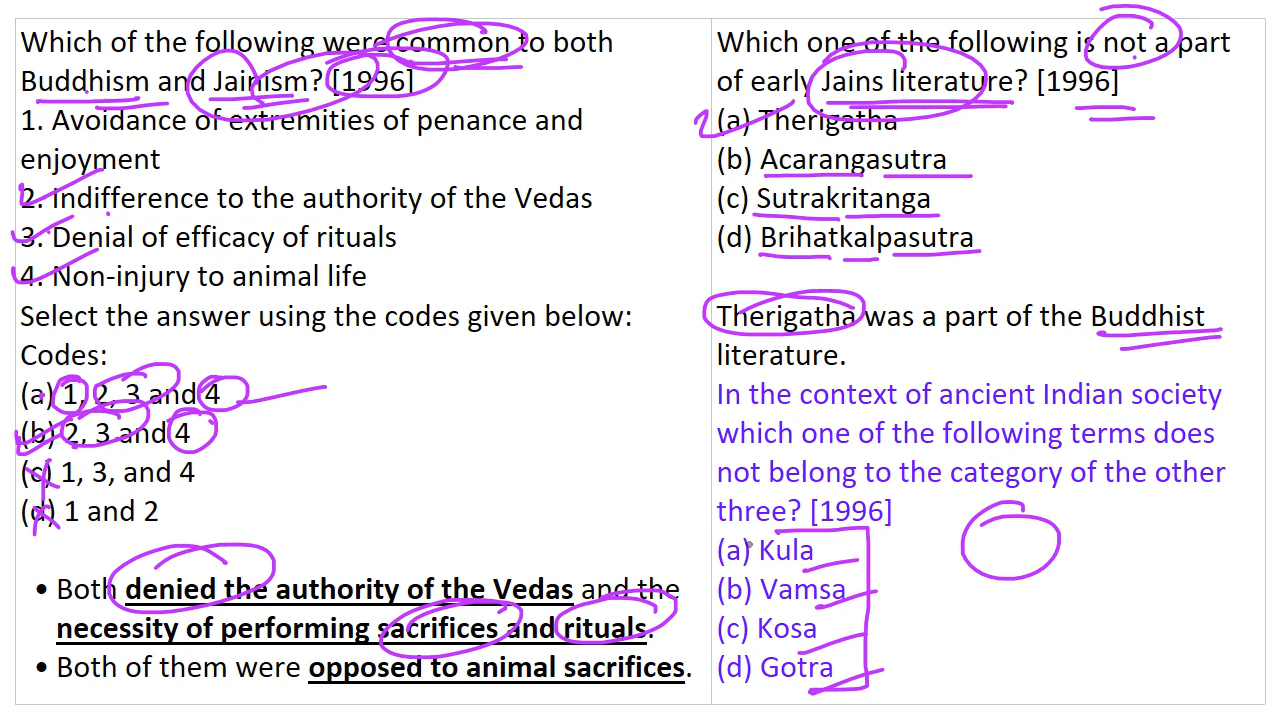 Which of the following were common to both
Buddhism and Jainism? [1996]
1. Avoidance of extremities of penance and
enjoyment
2. Indifference to the authority of the Vedas
3. Denial of efficacy of rituals
4. Non-injury to animal life
Select the answer using the codes given below:
Codes:
(a) 1, 2, 3 and 4
(b) 2, 3 and 4
(c) 1, 3, and 4
(d) 1 and 2
• Both denied the authority of the Vedas and the
necessity of performing sacrifices and rituals.
• Both of them were opposed to animal sacrifices.
Which one of the following is not a part
of early Jains literature? [1996]
(a) Therigatha
(b) Acarangasutra
(c) Sutrakritanga
(d) Brihatkalpasutra
Therigatha was a part of the Buddhist
literature.
In the context of ancient Indian society
which one of the following terms does
not belong to the category of the other
three? [1996]
(a) Kula
(b) Vamsa
(c) Kosa
(d) Gotra